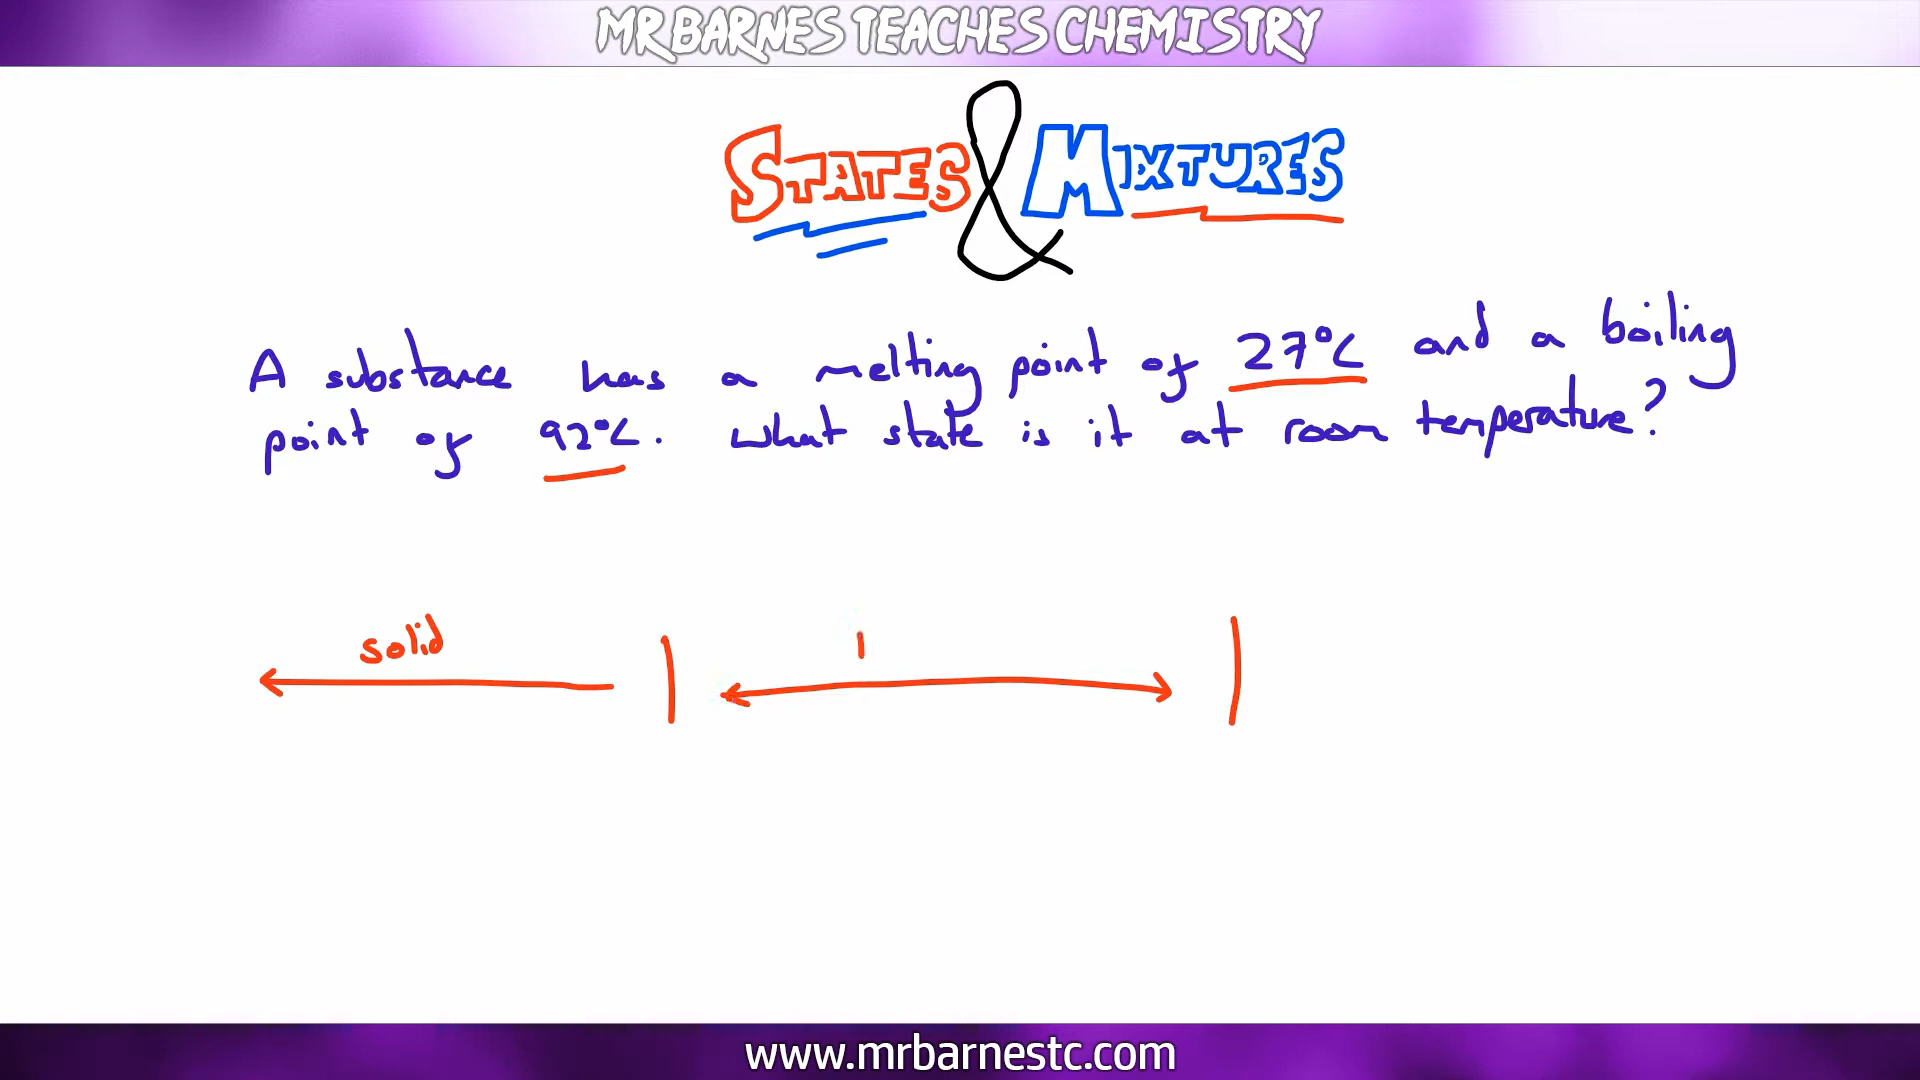 MR BARNES TEACHES CHEMISTRY
STATES & MIXTURES
A substance has a melting point of 27°C and a boiling
point of 92°C. What state is it at room temperature?
solid
l
www.mrbarnestc.com